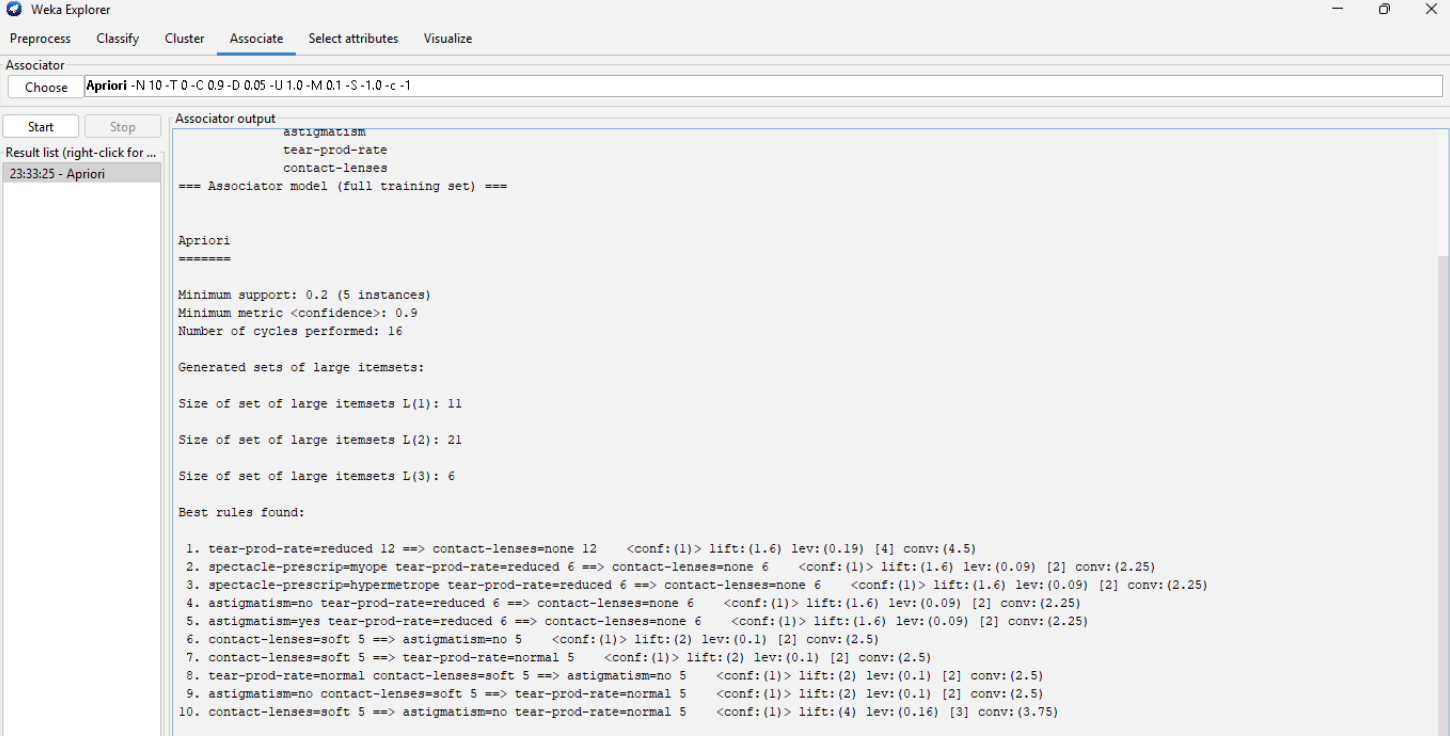 Weka Explorer
Preprocess Classify Cluster Associate Select attributes Visualize
Associator
Choose Apriori -N 10 -T 0 -C 0.9 -D 0.05 -U 1.0 -M 0.1 -S -1.0 -c -1
Start Stop
Result list (right-click for ...
23:33:25 - Apriori
Associator output
astigmatism
tear-prod-rate
contact-lenses
=== Associator model (full training set) ===
Apriori
=======
Minimum support: 0.2 (5 instances)
Minimum metric <confidence>: 0.9
Number of cycles performed: 16
Generated sets of large itemsets:
Size of set of large itemsets L(1): 11
Size of set of large itemsets L(2): 21
Size of set of large itemsets L(3): 6
Best rules found:
1. tear-prod-rate=reduced 12 ==> contact-lenses=none 12 <conf:(1)> lift:(1.6) lev:(0.19) [4] conv:(4.5)
2. spectacle-prescrip=myope tear-prod-rate=reduced 6 ==> contact-lenses=none 6 <conf:(1)> lift:(1.6) lev:(0.09) [2] conv:(2.25)
3. spectacle-prescrip=hypermetrope tear-prod-rate=reduced 6 ==> contact-lenses=none 6 <conf:(1)> lift:(1.6) lev:(0.09) [2] conv:(2.25)
4. astigmatism=no tear-prod-rate=reduced 6 ==> contact-lenses=none 6 <conf:(1)> lift:(1.6) lev:(0.09) [2] conv:(2.25)
5. astigmatism=yes tear-prod-rate=reduced 6 ==> contact-lenses=none 6 <conf:(1)> lift:(1.6) lev:(0.09) [2] conv:(2.25)
6. contact-lenses=soft 5 ==> astigmatism=no 5 <conf:(1)> lift:(2) lev:(0.1) [2] conv:(2.5)
7. contact-lenses=soft 5 ==> tear-prod-rate=normal 5 <conf:(1)> lift:(2) lev:(0.1) [2] conv:(2.5)
8. tear-prod-rate=normal contact-lenses=soft 5 ==> astigmatism=no 5 <conf:(1)> lift:(2) lev:(0.1) [2] conv:(2.5)
9. astigmatism=no contact-lenses=soft 5 ==> tear-prod-rate=normal 5 <conf:(1)> lift:(2) lev:(0.1) [2] conv:(2.5)
10. contact-lenses=soft 5 ==> astigmatism=no tear-prod-rate=normal 5 <conf:(1)> lift:(4) lev:(0.16) [3] conv:(3.75)